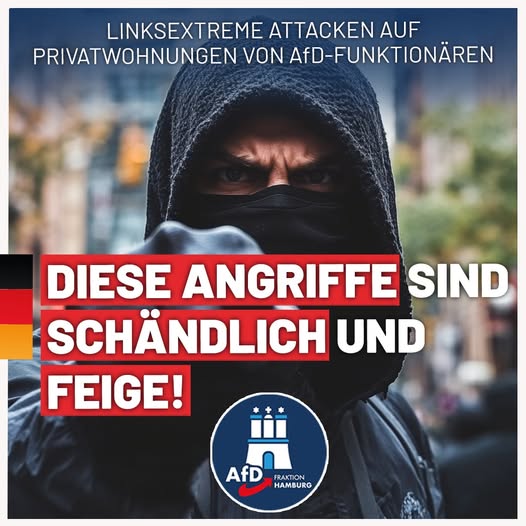 LINKSEXTREME ATTACKEN AUF
PRIVATWOHNUNGEN VON AfD-FUNKTIONÄREN
DIESE ANGRIFFE SIND
SCHÄNDLICH UND
FEIGE!
AfD
FRAKTION
HAMBURG